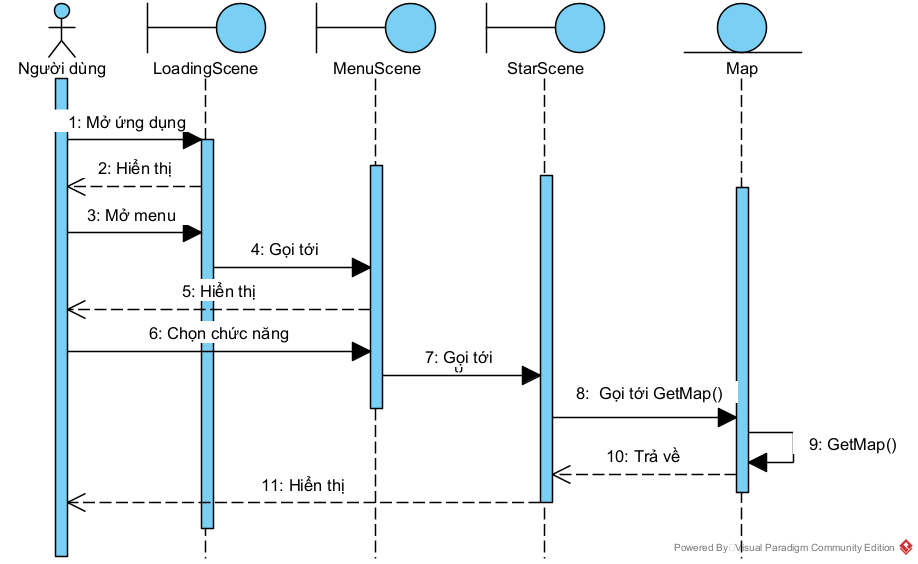 Người dùng
LoadingScene
MenuScene
StarScene
Map
1: Mở ứng dụng
2: Hiển thị
3: Mở menu
4: Gọi tới
5: Hiển thị
6: Chọn chức năng
7: Gọi tới
8: Gọi tới GetMap()
9: GetMap()
10: Trả về
11: Hiển thị
Powered By Visual Paradigm Community Edition